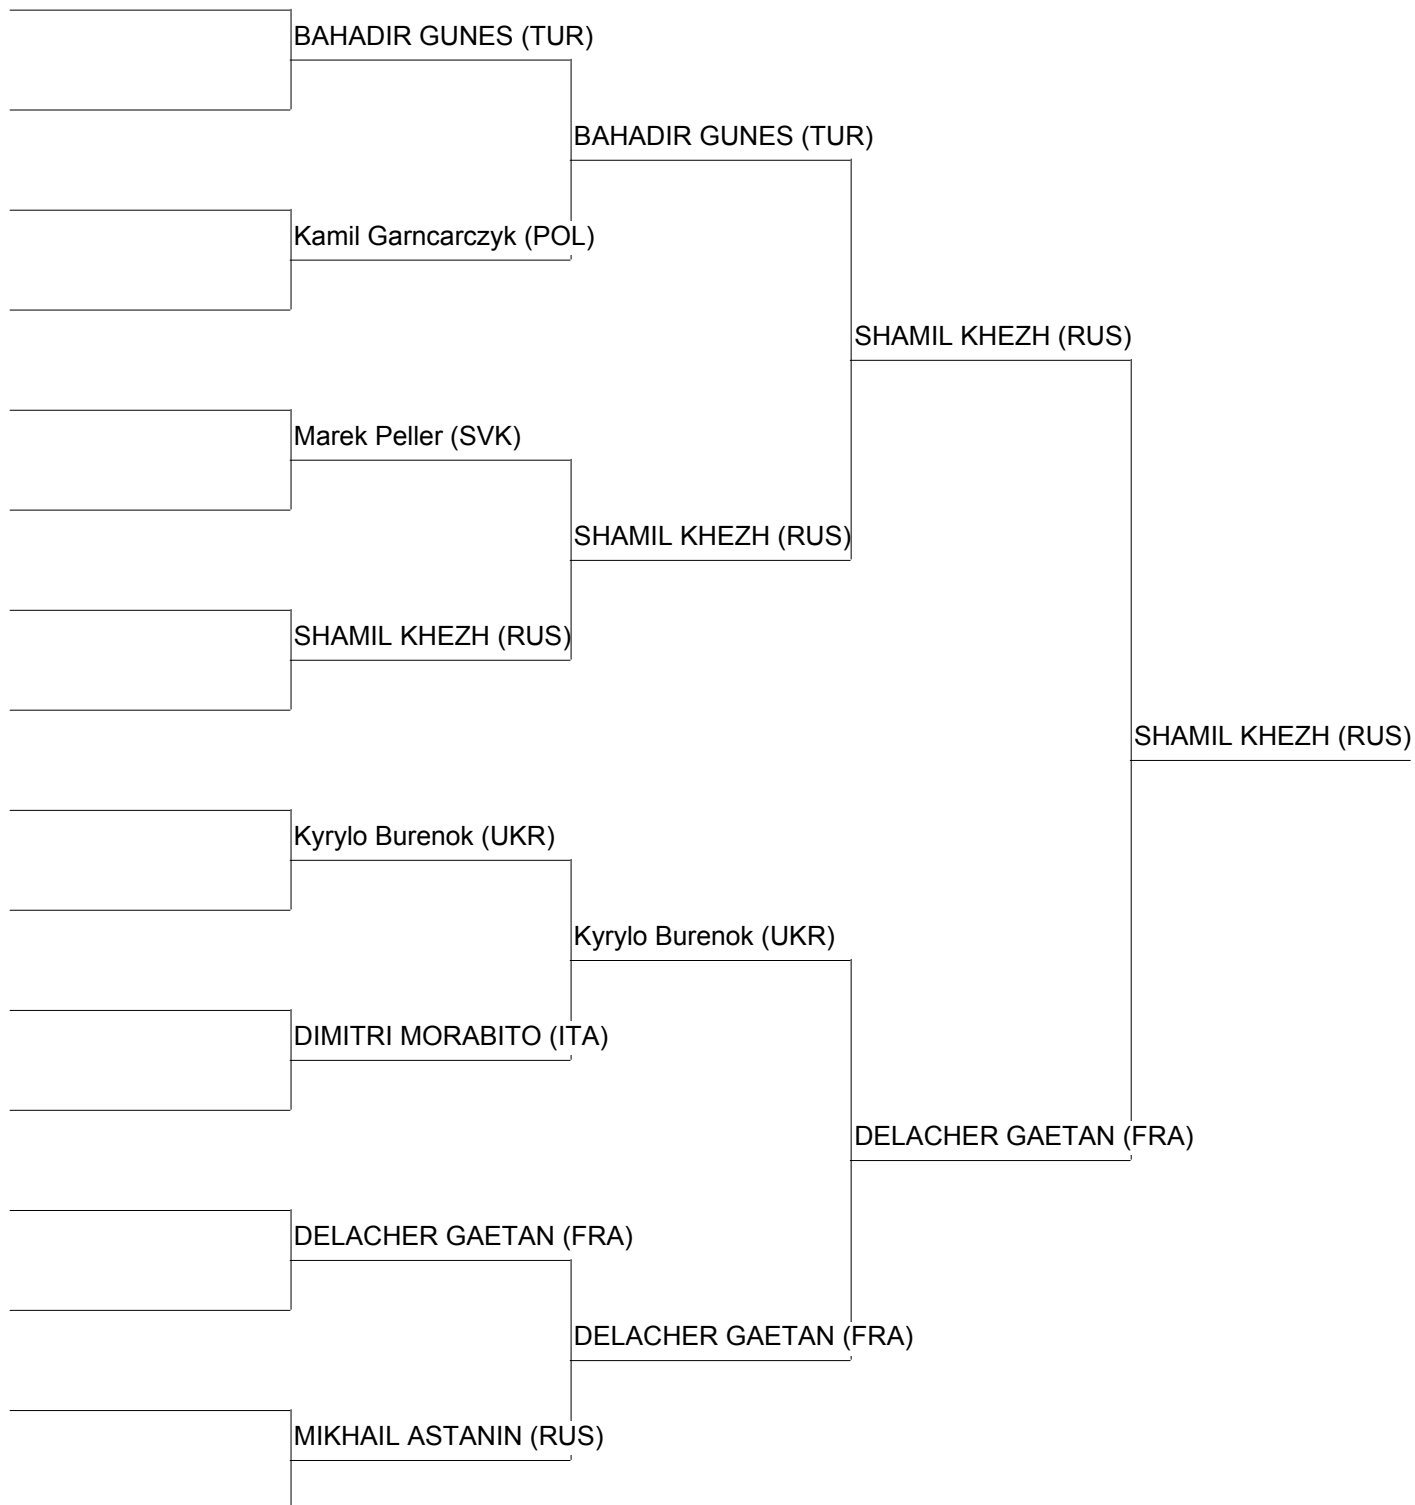 BAHADIR GUNES (TUR)
BAHADIR GUNES (TUR)
Kamil Garncarczyk (POL)
SHAMIL KHEZH (RUS)
Marek Peller (SVK)
SHAMIL KHEZH (RUS)
SHAMIL KHEZH (RUS)
SHAMIL KHEZH (RUS)
Kyrylo Burenok (UKR)
Kyrylo Burenok (UKR)
DIMITRI MORABITO (ITA)
DELACHER GAETAN (FRA)
DELACHER GAETAN (FRA)
DELACHER GAETAN (FRA)
MIKHAIL ASTANIN (RUS)